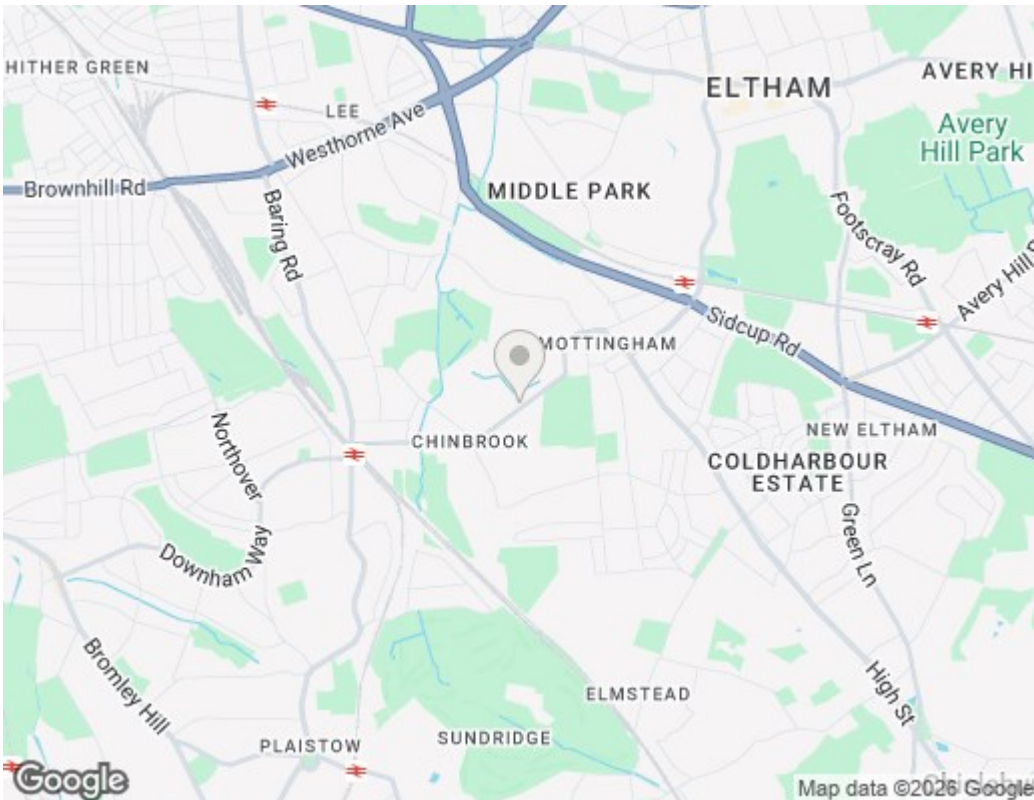 HITHER GREEN
LEE
Westhorne Ave
Brownhill Rd
Baring Rd
ELTHAM
AVERY HI
Avery
Hill Park
MIDDLE PARK
Footscray Rd
Avery Hill R
Sidcup Rd
MOTTINGHAM
CHINBROOK
NEW ELTHAM
COLDHARBOUR
ESTATE
Northover
Downham Way
Green Ln
Bromley Hill
High St
ELMSTEAD
SUNDRIDGE
PLAISTOW
Google
Map data ©2026 Google